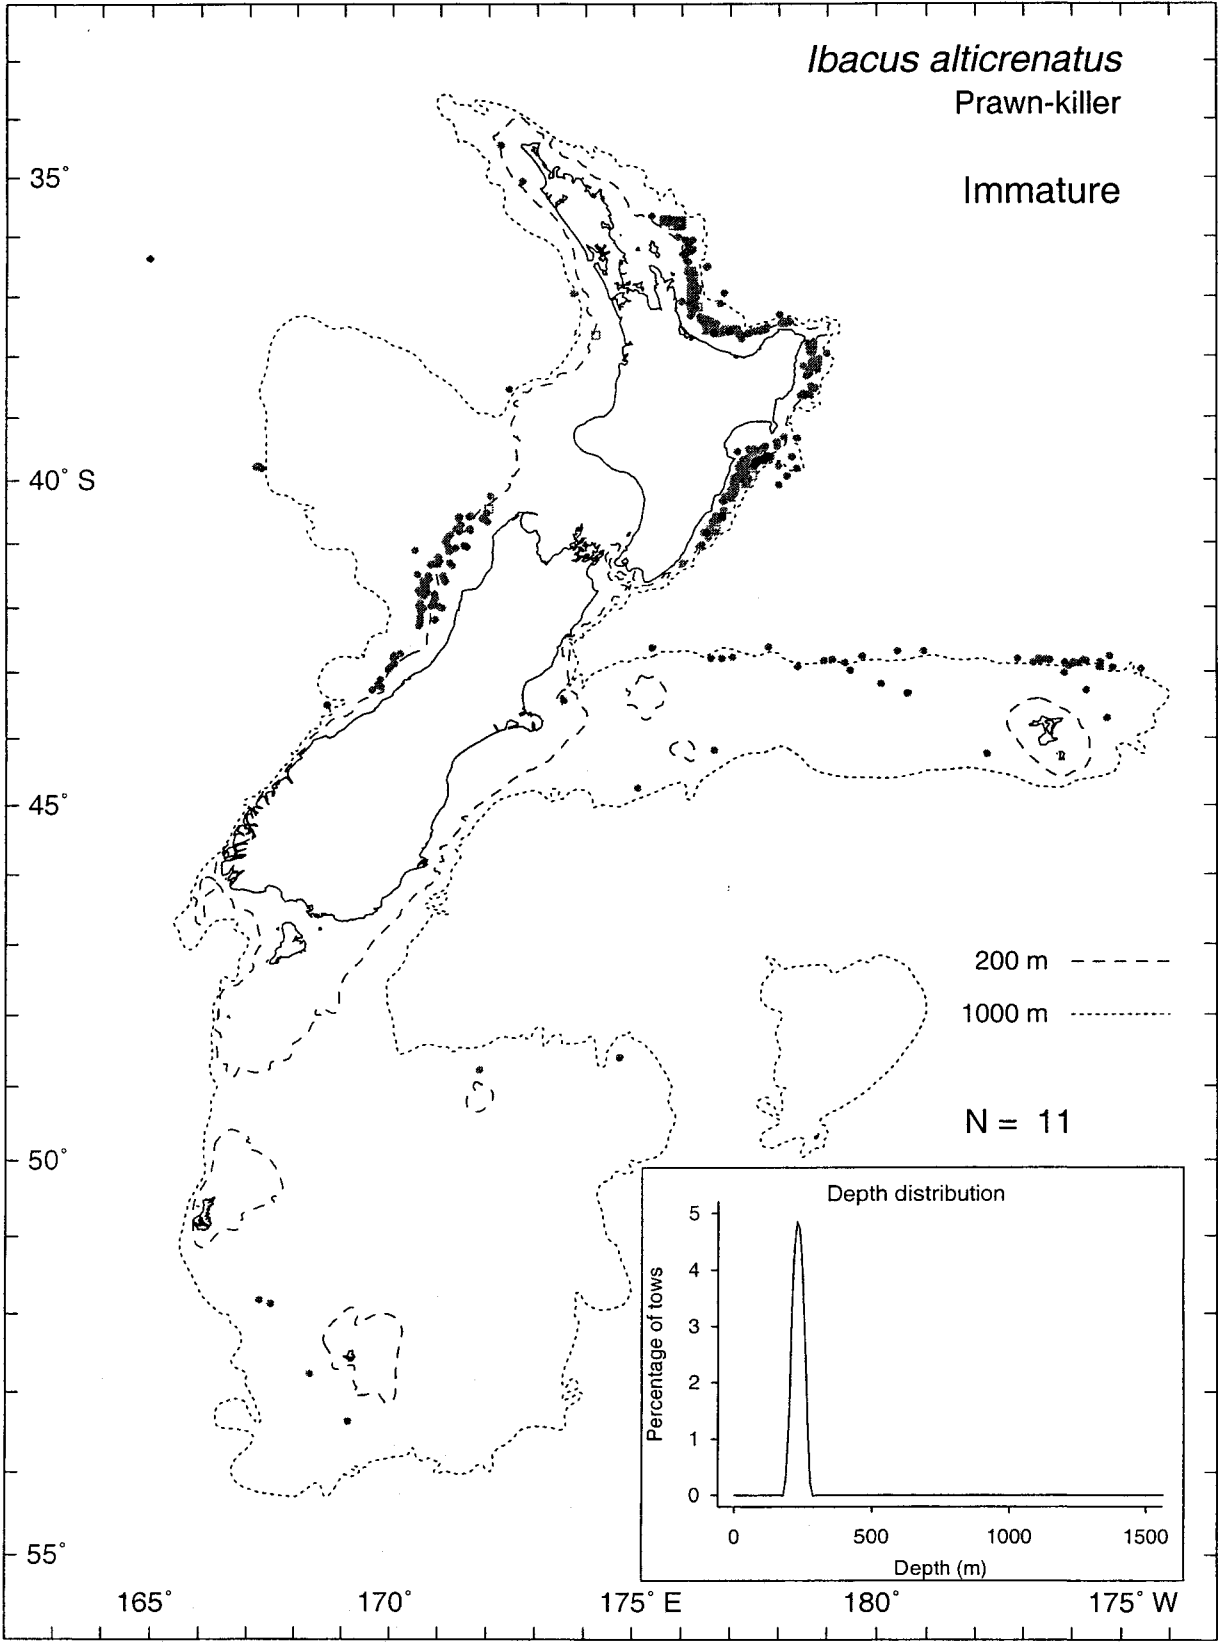 Ibacus alticrenatus
Prawn-killer
Immature
35°
40° S
45°
50°
55°
200 m
1000 m
N = 11
Depth distribution
Percentage of tows
5
4
3
2
1
0
0 500 1000 1500
Depth (m)
165° 170° 175° E 180° 175° W